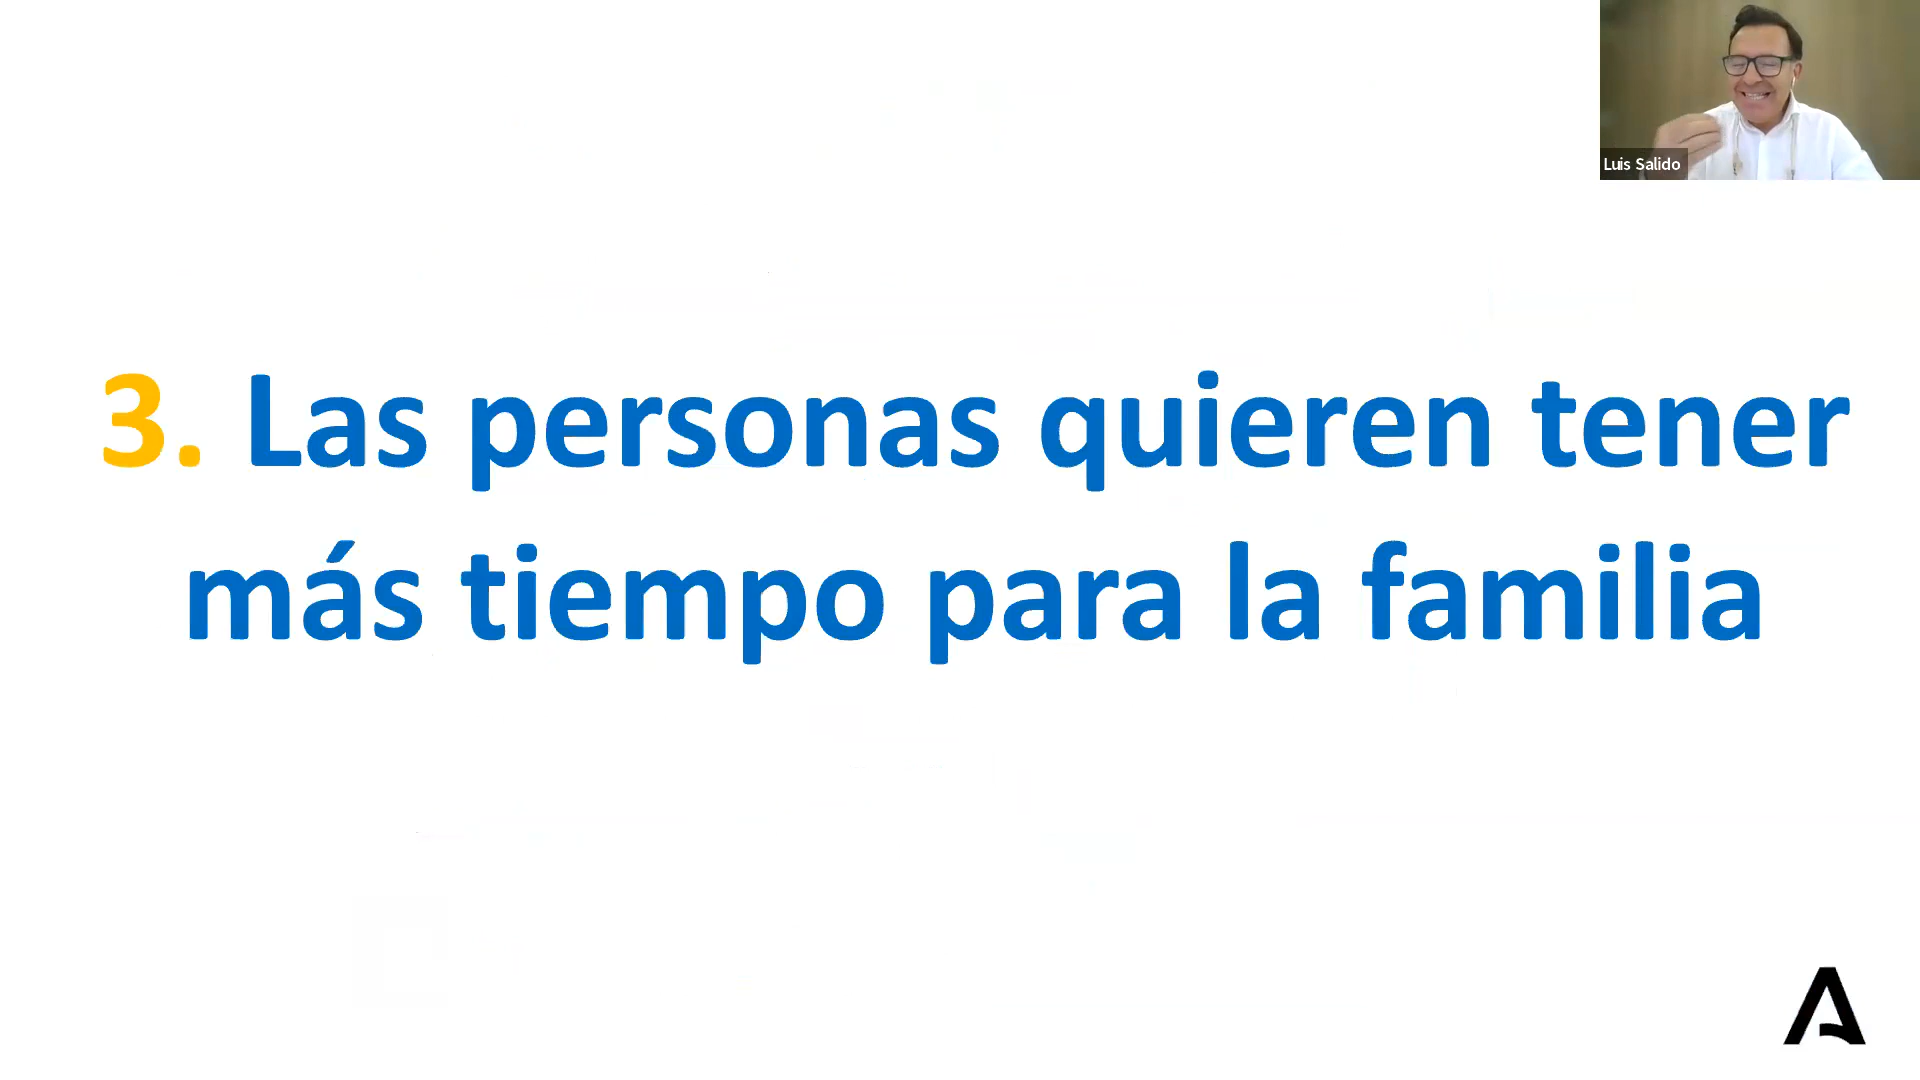 Luis Salido
3. Las personas quieren tener
más tiempo para la familia